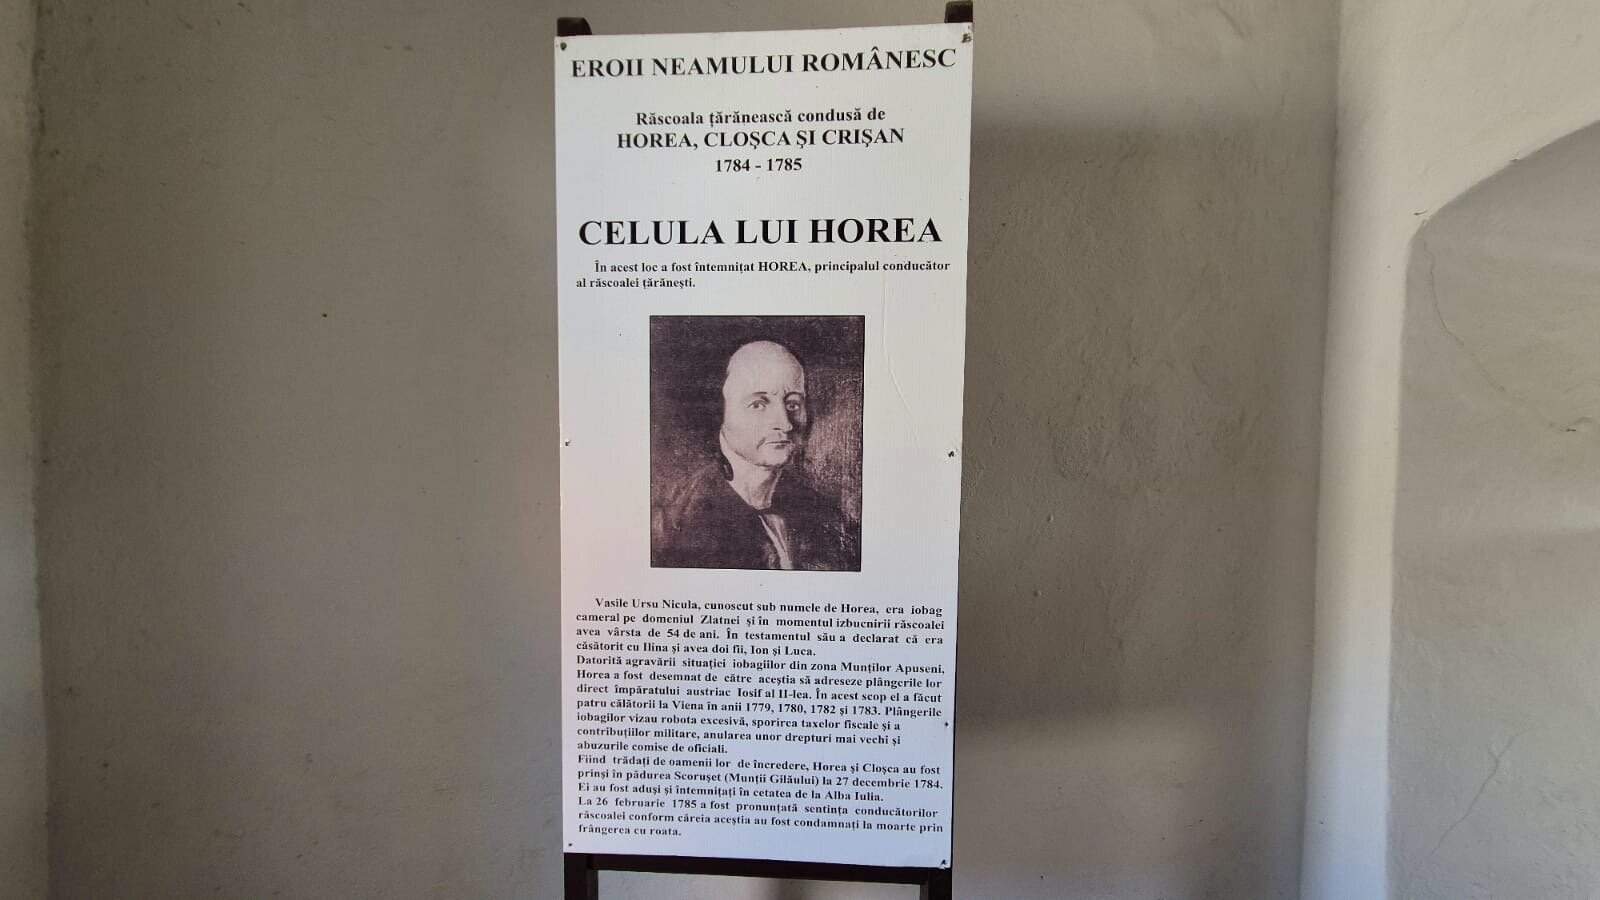 EROII NEAMULUI ROMÂNESC
Răscoala țărănească condusă de
HOREA, CLOȘCA ȘI CRIȘAN
1784 - 1785
CELULA LUI HOREA
În acest loc a fost întemnițat HOREA, principalul conducător
al răscoalei țărănești.
Vasile Ursu Nicula, cunoscut sub numele de Horea, era iobag
cameral pe domeniul Zlatnei și în momentul izbucnirii răscoalei
avea vârsta de 54 de ani. În testamentul său a declarat că era
căsătorit cu Ilina și avea doi fii, Ion și Luca.
Datorită agravării situației iobagiilor din zona Munților Apuseni,
Horea a fost desemnat de către aceștia să adreseze plângerile lor
direct împăratului austriac Iosif al II-lea. În acest scop el a făcut
patru călătorii la Viena în anii 1779, 1780, 1782 și 1783. Plângerile
iobagilor vizau robota excesivă, sporirea taxelor fiscale și a
contribuțiilor militare, anularea unor drepturi mai vechi și
abuzurile comise de oficiali.
Fiind trădați de oamenii lor de încredere, Horea și Cloșca au fost
prinși în pădurea Scorușet (Munții Gilăului) la 27 decembrie 1784.
Ei au fost aduși și întemnițați în cetatea de la Alba Iulia.
La 26 februarie 1785 a fost pronunțată sentința conducătorilor
răscoalei conform căreia aceștia au fost condamnați la moarte prin
frângerea cu roata.